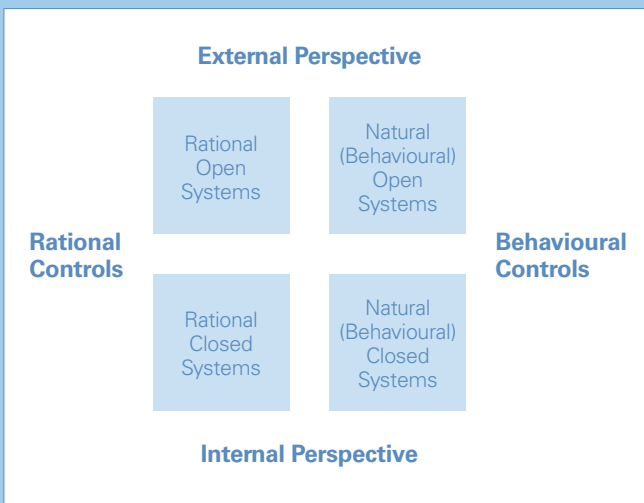 External Perspective
Rational
Open
Systems
Natural
(Behavioural)
Open
Systems
Rational
Controls
Behavioural
Controls
Rational
Closed
Systems
Natural
(Behavioural)
Closed
Systems
Internal Perspective